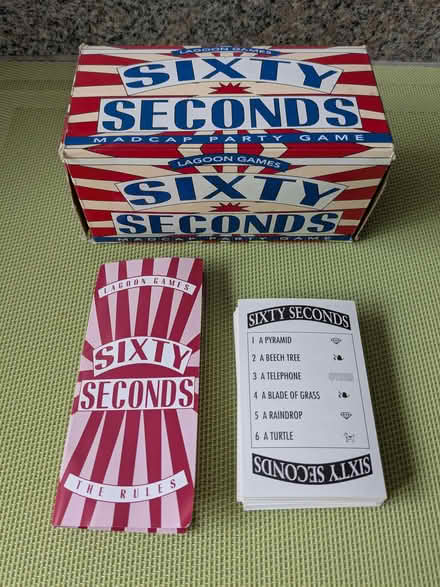 LAGOON GAMES
SIXTY
SECONDS
MADCAP PARTY GAME
LAGOON GAMES
SIXTY
SECONDS
MADCAP PARTY GAME
LAGOON GAMES
SIXTY
SECONDS
THE RULES
SIXTY SECONDS
1 A PYRAMID
2 A BEECH TREE
3 A TELEPHONE
4 A BLADE OF GRASS
5 A RAINDROP
6 A TURTLE
SIXTY SECONDS